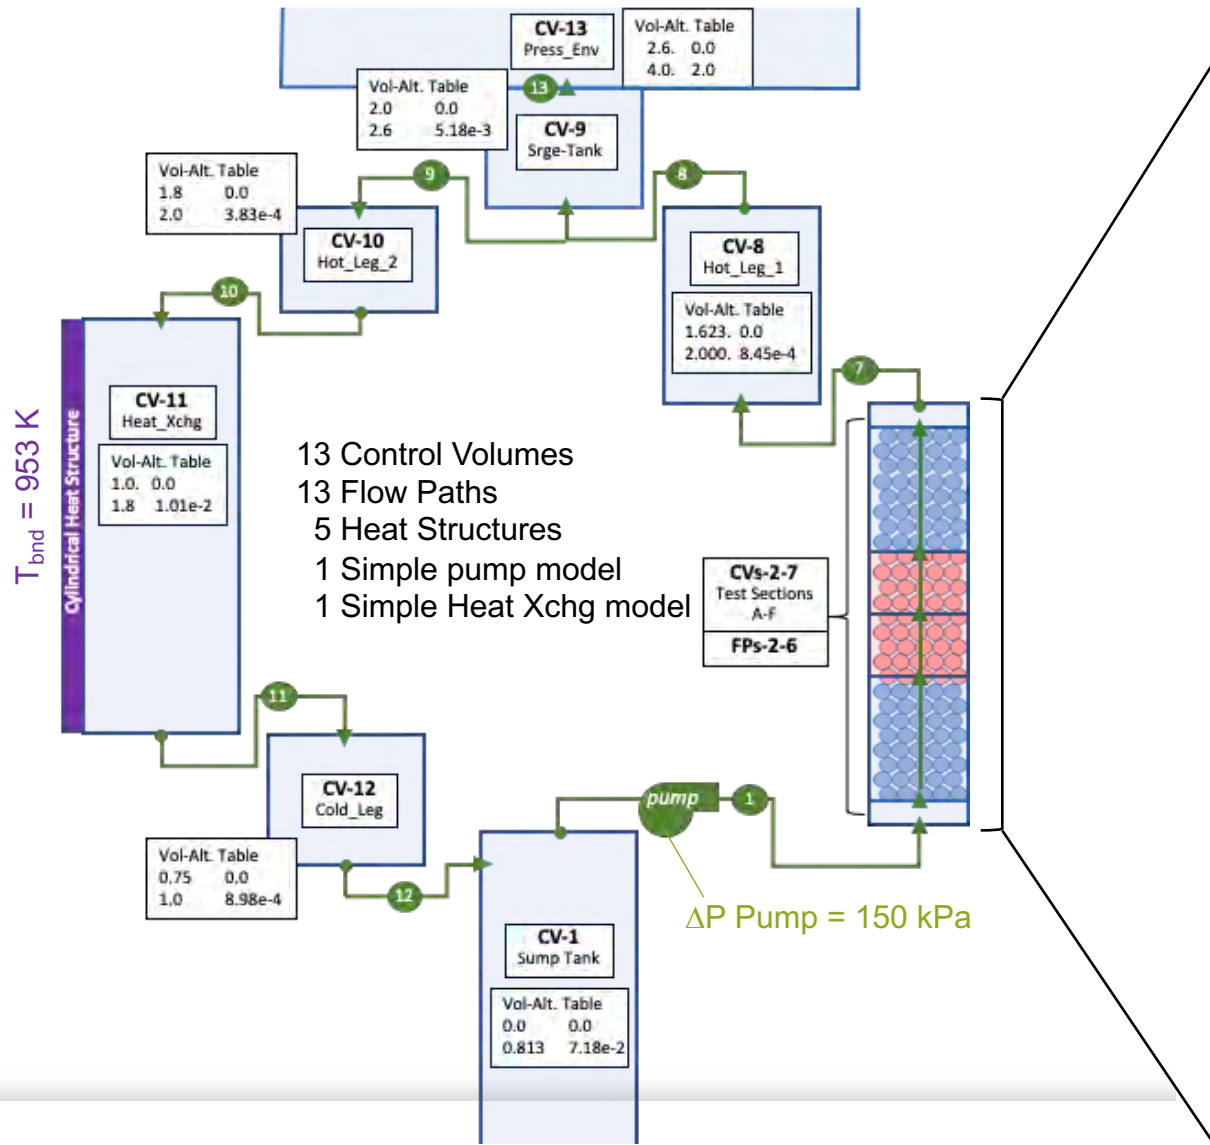 CV-13
Press_Env
Vol-Alt. Table
2.6. 0.0
4.0. 2.0
Vol-Alt. Table
2.0 0.0
2.6 5.18e-3
13
CV-9
Srge-Tank
9
8
Vol-Alt. Table
1.8 0.0
2.0 3.83e-4
CV-10
Hot_Leg_2
CV-8
Hot_Leg_1
Vol-Alt. Table
1.623. 0.0
2.000. 8.45e-4
10
7
T_bnd = 953 K
Cylindrical Heat Structure
CV-11
Heat_Xchg
Vol-Alt. Table
1.0. 0.0
1.8 1.01e-2
13 Control Volumes
13 Flow Paths
5 Heat Structures
1 Simple pump model
1 Simple Heat Xchg model
CVs-2-7
Test Sections
A-F
FPs-2-6
11
CV-12
Cold_Leg
pump
1
Vol-Alt. Table
0.75 0.0
1.0 8.98e-4
12
ΔP Pump = 150 kPa
CV-1
Sump Tank
Vol-Alt. Table
0.0 0.0
0.813 7.18e-2